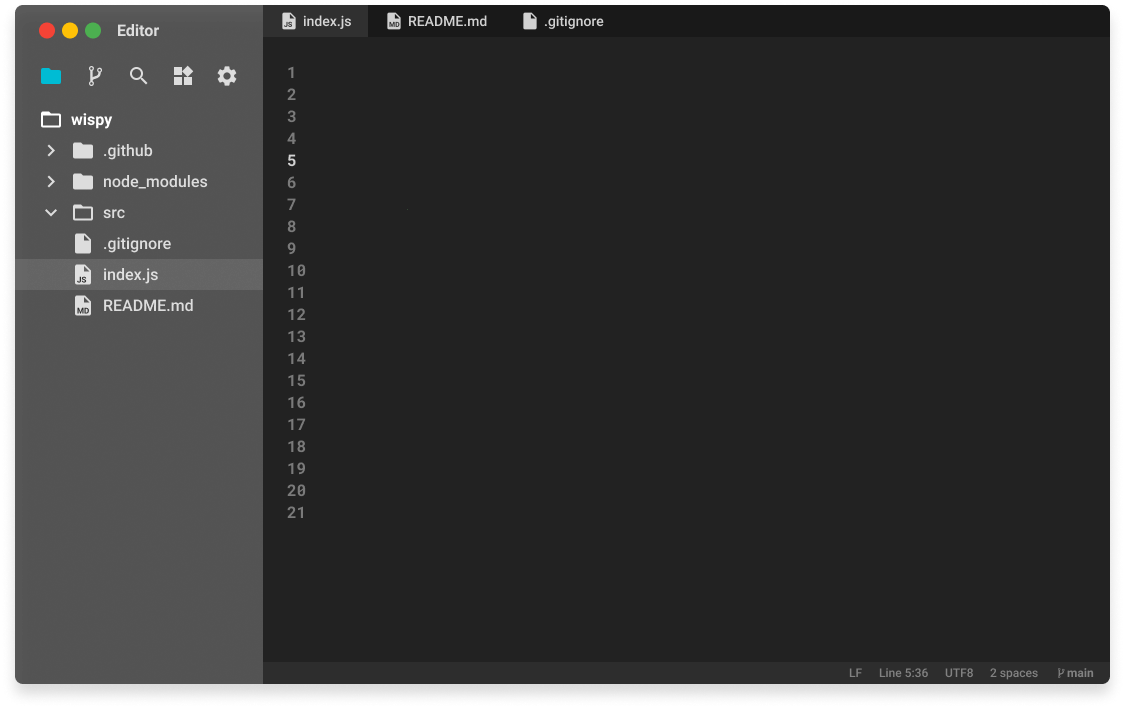 Editor
index.js README.md .gitignore
wispy
.github
node_modules
src
.gitignore
JS index.js
MD README.md
1
2
3
4
5
6
7
8
9
10
11
12
13
14
15
16
17
18
19
20
21
LF Line 5:36 UTF8 2 spaces main